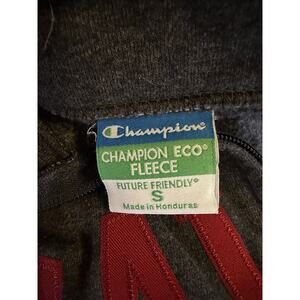 Champion
CHAMPION ECO®
FLEECE
FUTURE FRIENDLY®
S
Made in Honduras